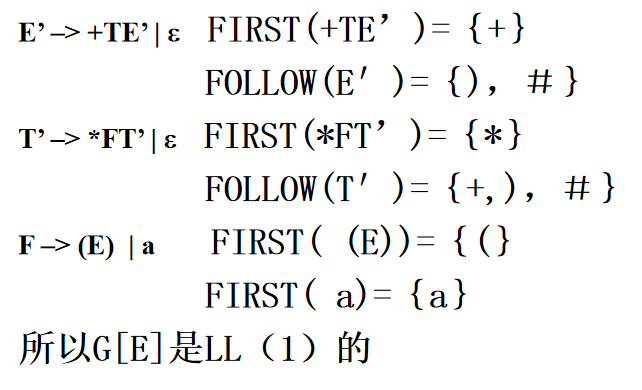 E’–> +TE’| ε FIRST(+TE’ )= {+}
FOLLOW(E′ )= {), ＃}
T’–> *FT’| ε FIRST(*FT’ )= {*}
FOLLOW(T′ )= {+,), ＃}
F –> (E) | a FIRST( (E))= {(}
FIRST( a)= {a}
所以G[E]是LL（1）的